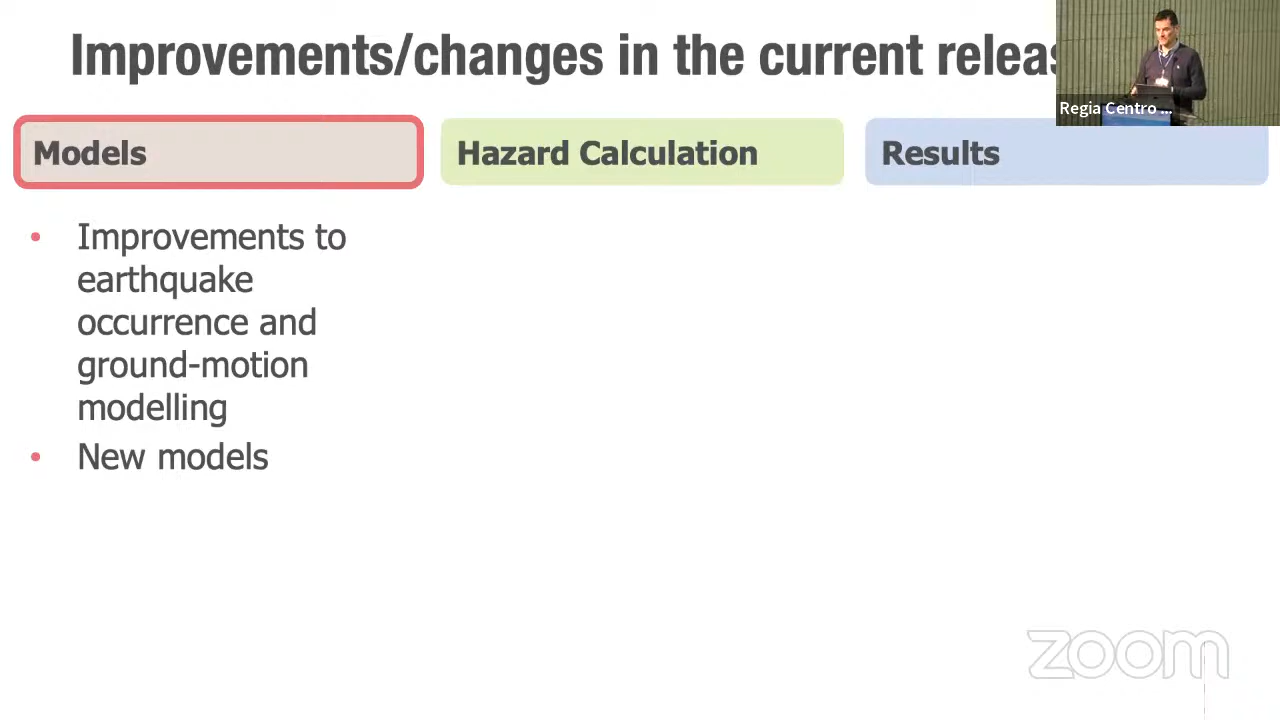 Improvements/changes in the current releas
Regia Centro ...
Models
Hazard Calculation
Results
• Improvements to
earthquake
occurrence and
ground-motion
modelling
• New models
zoom